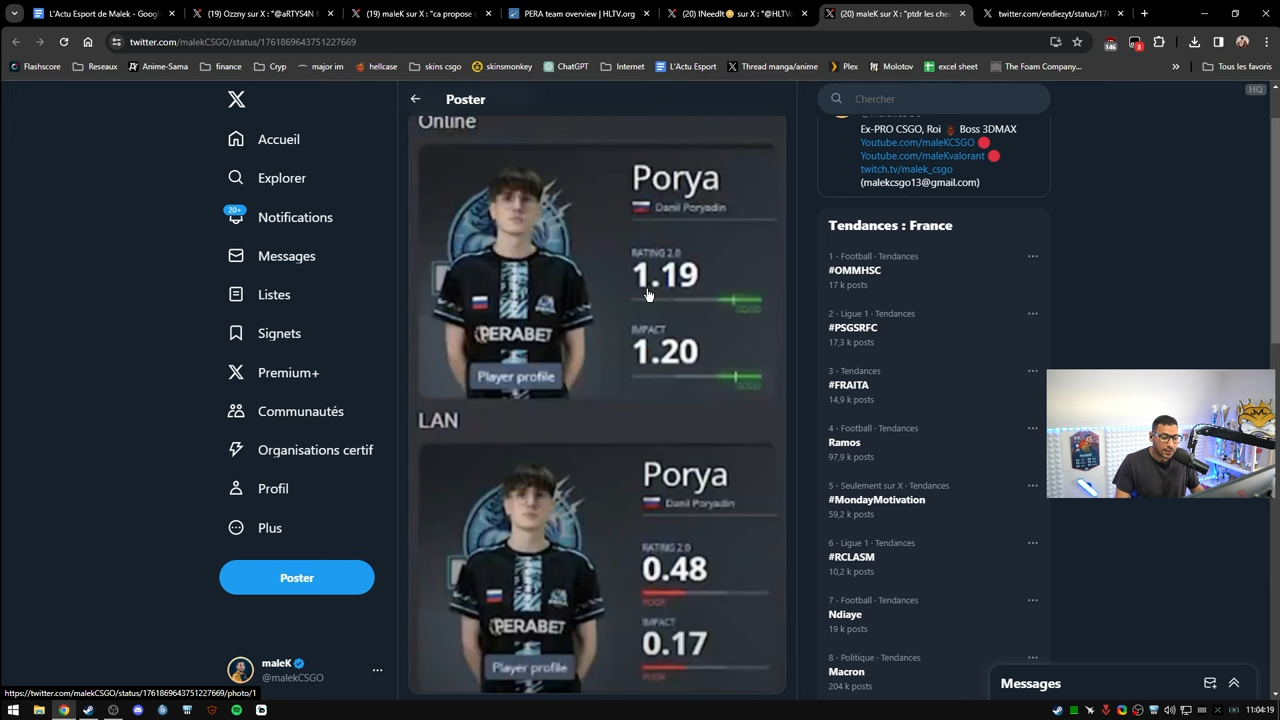 L'Actu Esport de Malek - Googl
(19) Ozzny sur X : "@aRTYS4N
(19) maleK sur X : "ca propose
PERA team overview | HLTV.org
(20) INeedIt sur X : "@HLTV
(20) maleK sur X : "ptdr les che
twitter.com/endiezyt/status/17
twitter.com/malekCSGO/status/1761869643751227669
146
3
Flashscore
Reseaux
Anime-Sama
finance
Cryp
major im
hellcase
skins csgo
skinsmonkey
ChatGPT
Internet
L'Actu Esport
Thread manga/anime
Plex
Molotov
excel sheet
The Foam Company...
»
Tous les favoris
HQ
Accueil
Explorer
20+
Notifications
Messages
Listes
Signets
Premium+
Communautés
Organisations certif
Profil
Plus
Poster
maleK
@malekCSGO
https://twitter.com/malekCSGO/status/1761869643751227669/photo/1
Poster
Online
Porya
Danil Poryadin
RATING 2.0
1.19
GOOD
IMPACT
1.20
GOOD
PERABET
Player profile
LAN
Porya
Danil Poryadin
RATING 2.0
0.48
POOR
IMPACT
0.17
POOR
PERABET
Player profile
Chercher
Ex-PRO CSGO, Roi Boss 3DMAX
Youtube.com/maleKCSGO
Youtube.com/maleKvalorant
twitch.tv/malek_csgo
(malekcsgo13@gmail.com)
Tendances : France
1 · Football · Tendances
#OMMHSC
17 k posts
2 · Ligue 1 · Tendances
#PSGSRFC
17,3 k posts
3 · Tendances
#FRAITA
14,9 k posts
4 · Football · Tendances
Ramos
97,9 k posts
5 · Seulement sur X · Tendances
#MondayMotivation
59,2 k posts
6 · Ligue 1 · Tendances
#RCLASM
10,2 k posts
7 · Football · Tendances
Ndiaye
19 k posts
8 · Politique · Tendances
Macron
204 k posts
Messages
11:04:19